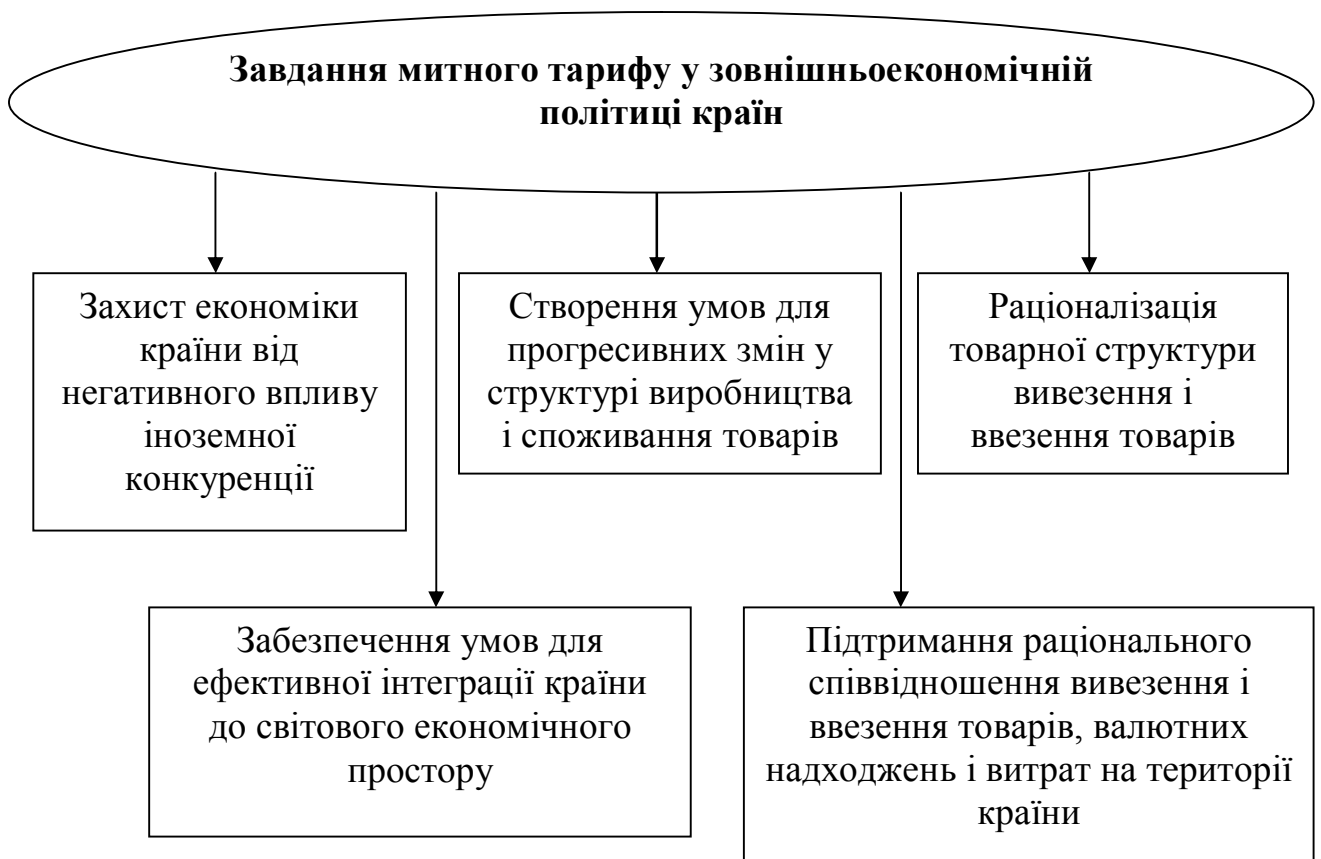 Завдання митного тарифу у зовнішньоекономічній
політиці країн
Захист економіки
країни від
негативного впливу
іноземної
конкуренції
Створення умов для
прогресивних змін у
структурі виробництва
і споживання товарів
Раціоналізація
товарної структури
вивезення і
ввезення товарів
Забезпечення умов для
ефективної інтеграції країни
до світового економічного
простору
Підтримання раціонального
співвідношення вивезення і
ввезення товарів, валютних
надходжень і витрат на території
країни